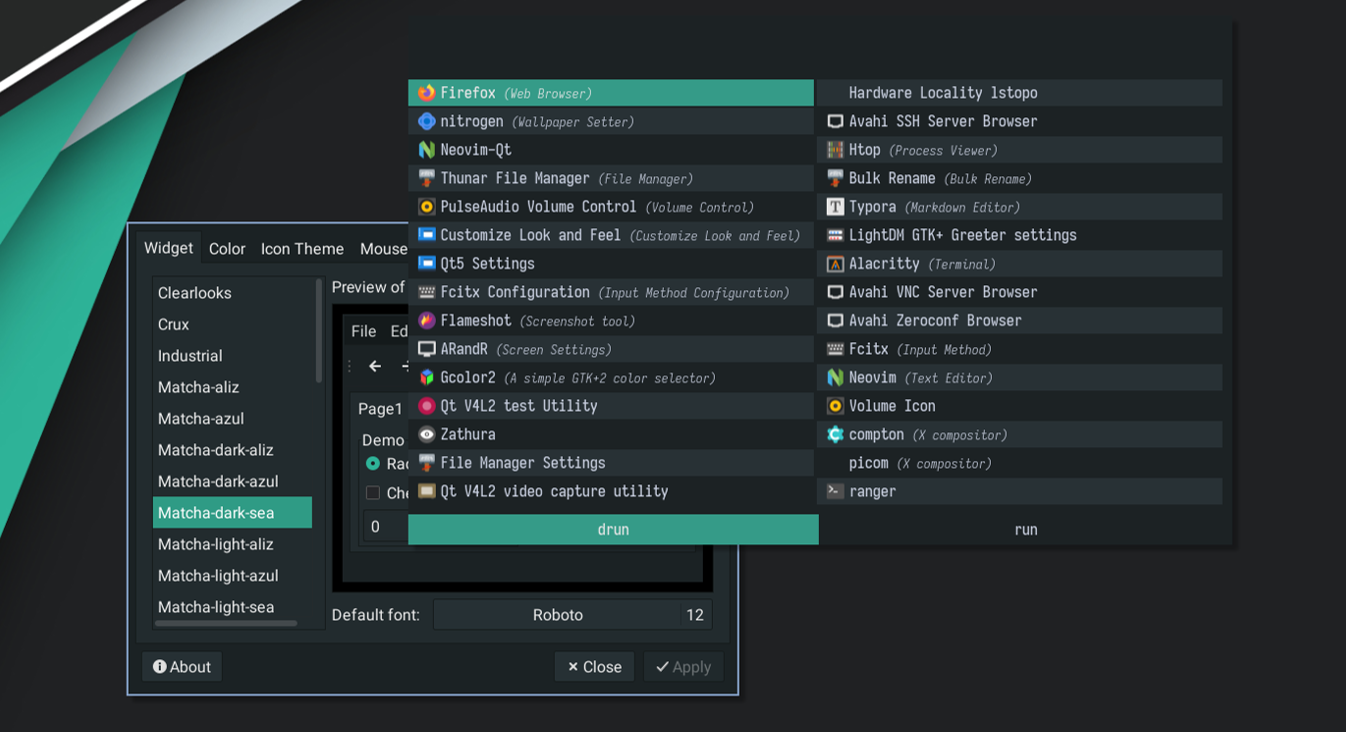 Firefox (Web Browser)
nitrogen (Wallpaper Setter)
Neovim-Qt
Thunar File Manager (File Manager)
PulseAudio Volume Control (Volume Control)
Customize Look and Feel (Customize Look and Feel)
Qt5 Settings
Fcitx Configuration (Input Method Configuration)
Flameshot (Screenshot tool)
ARandR (Screen Settings)
Gcolor2 (A simple GTK+2 color selector)
Qt V4L2 test Utility
Zathura
File Manager Settings
Qt V4L2 video capture utility
Hardware Locality lstopo
Avahi SSH Server Browser
Htop (Process Viewer)
Bulk Rename (Bulk Rename)
Typora (Markdown Editor)
LightDM GTK+ Greeter settings
Alacritty (Terminal)
Avahi VNC Server Browser
Avahi Zeroconf Browser
Fcitx (Input Method)
Neovim (Text Editor)
Volume Icon
compton (X compositor)
picom (X compositor)
ranger
drun
run
Widget Color Icon Theme Mouse
Clearlooks
Crux
Industrial
Matcha-aliz
Matcha-azul
Matcha-dark-aliz
Matcha-dark-azul
Matcha-dark-sea
Matcha-light-aliz
Matcha-light-azul
Matcha-light-sea
Preview of
File Ed
Page1
Demo
Rad
Che
0
Default font: Roboto 12
About
Close
Apply